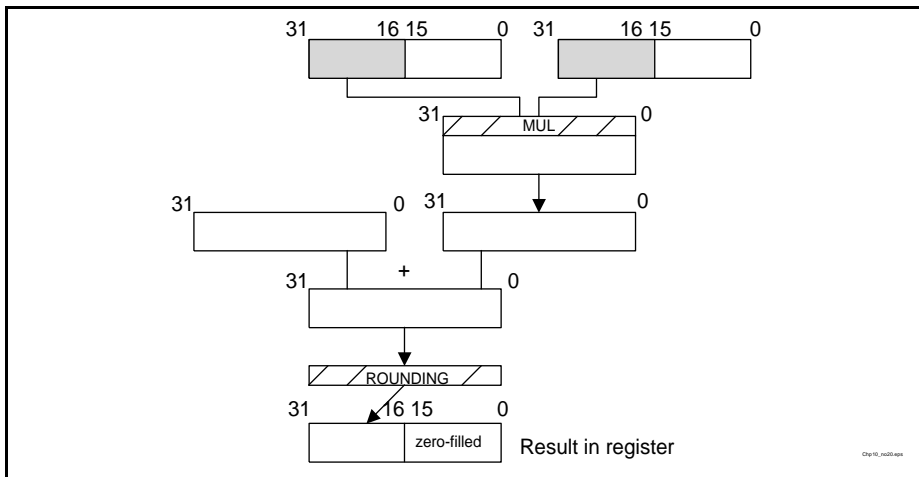 31 16 15 0 31 16 15 0
31 0
MUL
31 0 31 0
+
31 0
ROUNDING
31 16 15 0
zero-filled Result in register
Chp10_no20.eps